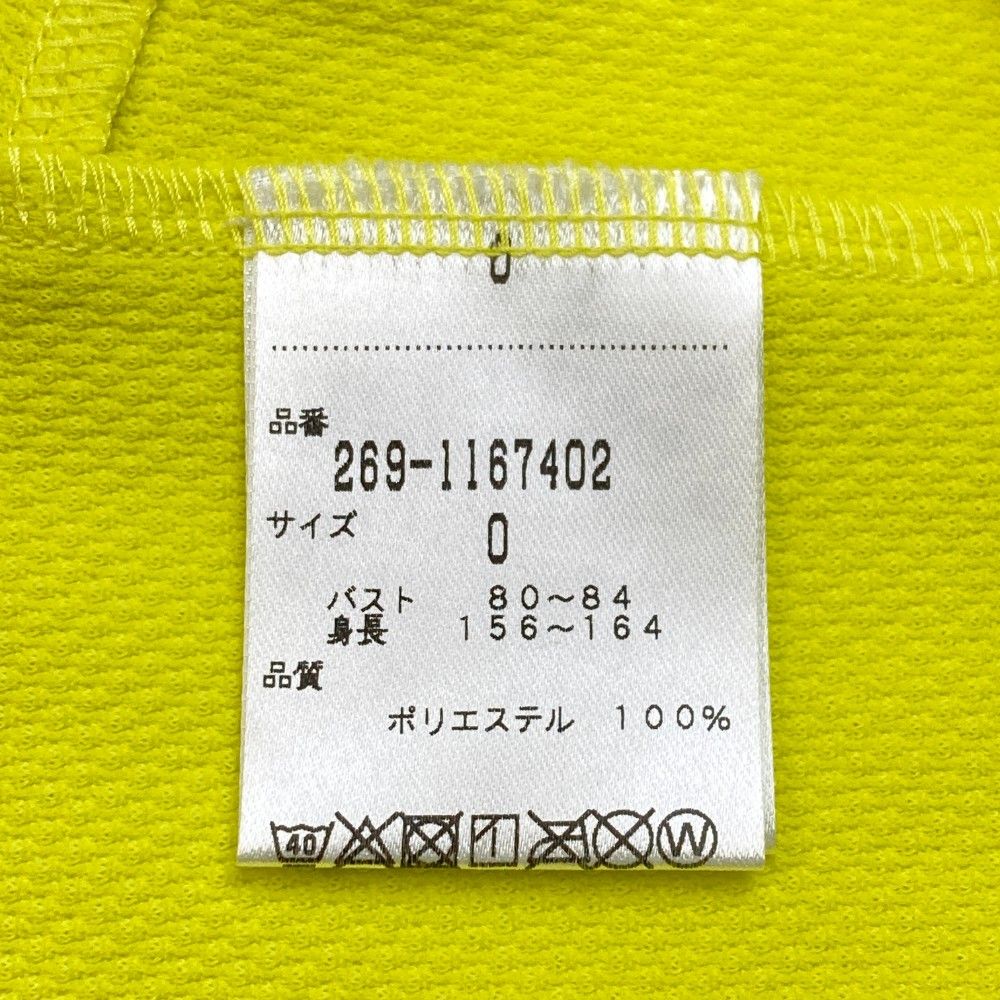 0
品番
269-1167402
サイズ 0
バスト 80〜84
身長 156〜164
品質
ポリエステル 100%
40 W